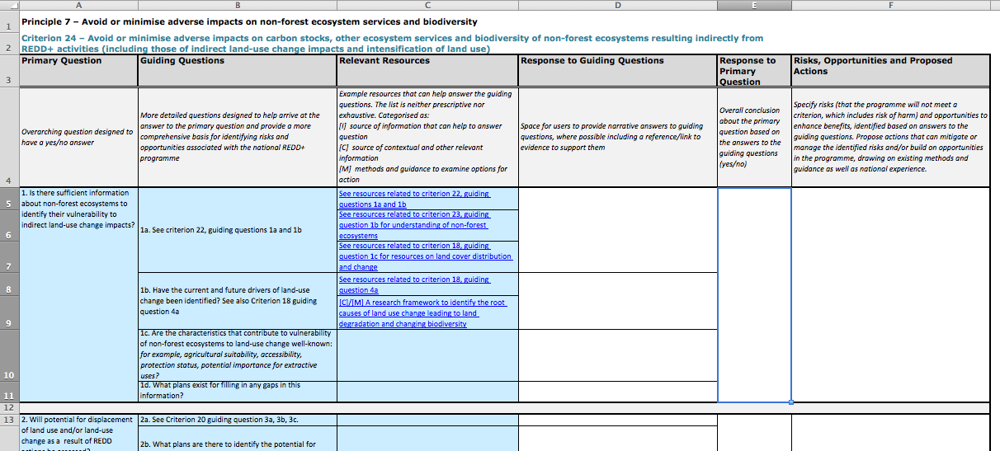 A B C D E F
1 Principle 7 – Avoid or minimise adverse impacts on non-forest ecosystem services and biodiversity
Criterion 24 – Avoid or minimise adverse impacts on carbon stocks, other ecosystem services and biodiversity of non-forest ecosystems resulting indirectly from
2 REDD+ activities (including those of indirect land-use change impacts and intensification of land use)
3
Primary Question
Guiding Questions
Relevant Resources
Response to Guiding Questions
Response to
Primary
Question
Risks, Opportunities and Proposed
Actions
4
Overarching question designed to
have a yes/no answer
More detailed questions designed to help arrive at the
answer to the primary question and provide a more
comprehensive basis for identifying risks and
opportunities associated with the national REDD+
programme
Example resources that can help answer the guiding
questions. The list is neither prescriptive nor
exhaustive. Categorised as:
[I] source of information that can help to answer
question
[C] source of contextual and other relevant
information
[M] methods and guidance to examine options for
action
Space for users to provide narrative answers to guiding
questions, where possible including a reference/link to
evidence to support them
Overall conclusion
about the primary
question based on
the answers to the
guiding questions
(yes/no)
Specify risks (that the programme will not meet a
criterion, which includes risk of harm) and opportunities to
enhance benefits, identified based on answers to the
guiding questions. Propose actions that can mitigate or
manage the identified risks and/or build on opportunities
in the programme, drawing on existing methods and
guidance as well as national experience.
1. Is there sufficient information
about non-forest ecosystems to
identify their vulnerability to
indirect land-use change impacts?
1a. See criterion 22, guiding questions 1a and 1b
5
See resources related to criterion 22, guiding
questions 1a and 1b
6
See resources related to criterion 23, guiding
question 1b for understanding of non-forest
ecosystems
7
See resources related to criterion 18, guiding
question 1c for resources on land cover distribution
and change
1b. Have the current and future drivers of land-use
change been identified? See also Criterion 18 guiding
question 4a
8
See resources related to criterion 18, guiding
question 4a
9
[C]/[M] A research framework to identify the root
causes of land use change leading to land
degradation and changing biodiversity
10
1c. Are the characteristics that contribute to vulnerability
of non-forest ecosystems to land-use change well-known:
for example, agricultural suitability, accessibility,
protection status, potential importance for extractive
uses?
11
1d. What plans exist for filling in any gaps in this
information?
12
13
2. Will potential for displacement
of land use and/or land-use
change as a result of REDD
2a. See Criterion 20 guiding question 3a, 3b, 3c.
2b. What plans are there to identify the potential for